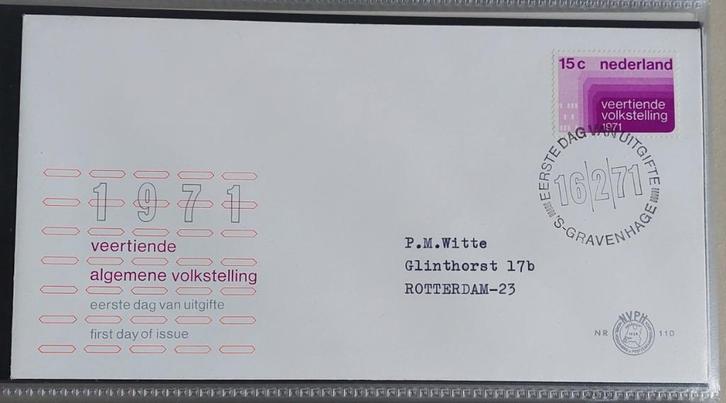 15c nederland
veertiende
volkstelling
1971
EERSTE DAG VAN UITGIFTE
16/2/71
'S-GRAVENHAGE
1971
veertiende
algemene volkstelling
eerste dag van uitgifte
first day of issue
P.M.Witte
Glinthorst 17b
ROTTERDAM-23
NVPH
NR 110